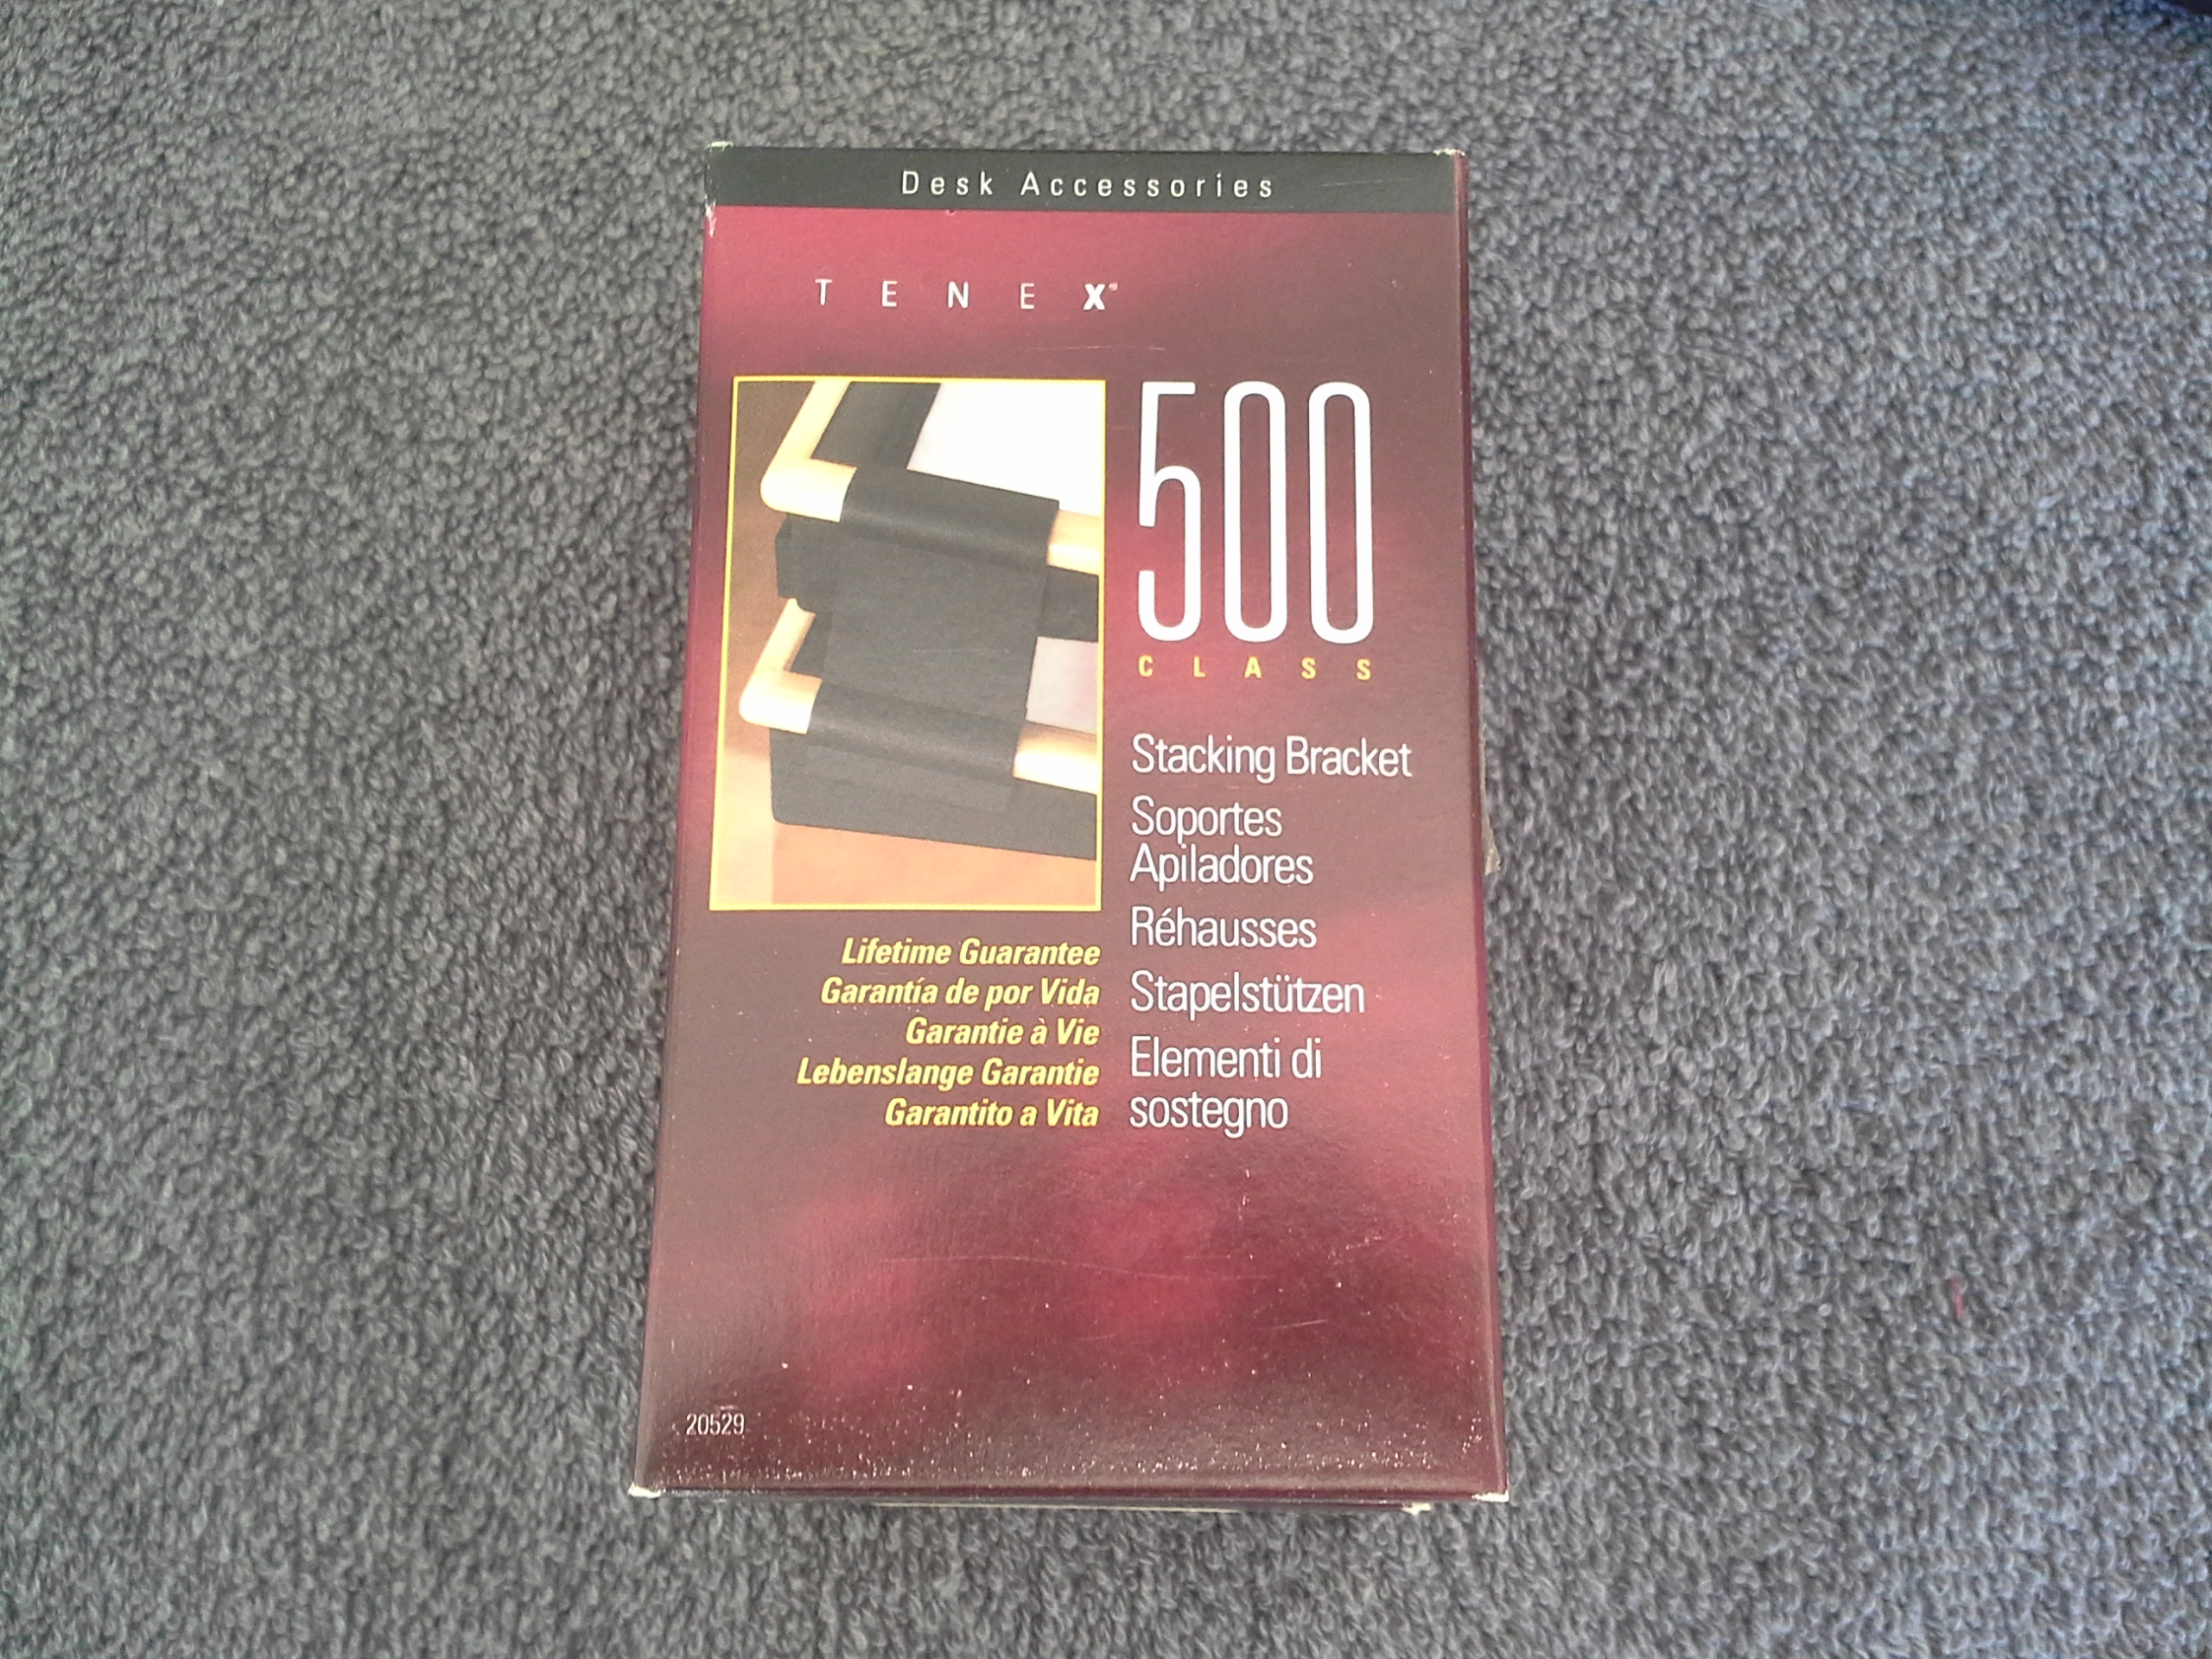 Desk Accessories
TENEX
500
CLASS
Stacking Bracket
Soportes
Apiladores
Réhausses
Stapelstützen
Elementi di
sostegno
Lifetime Guarantee
Garantía de por Vida
Garantie à Vie
Lebenslange Garantie
Garantito a Vita
20529